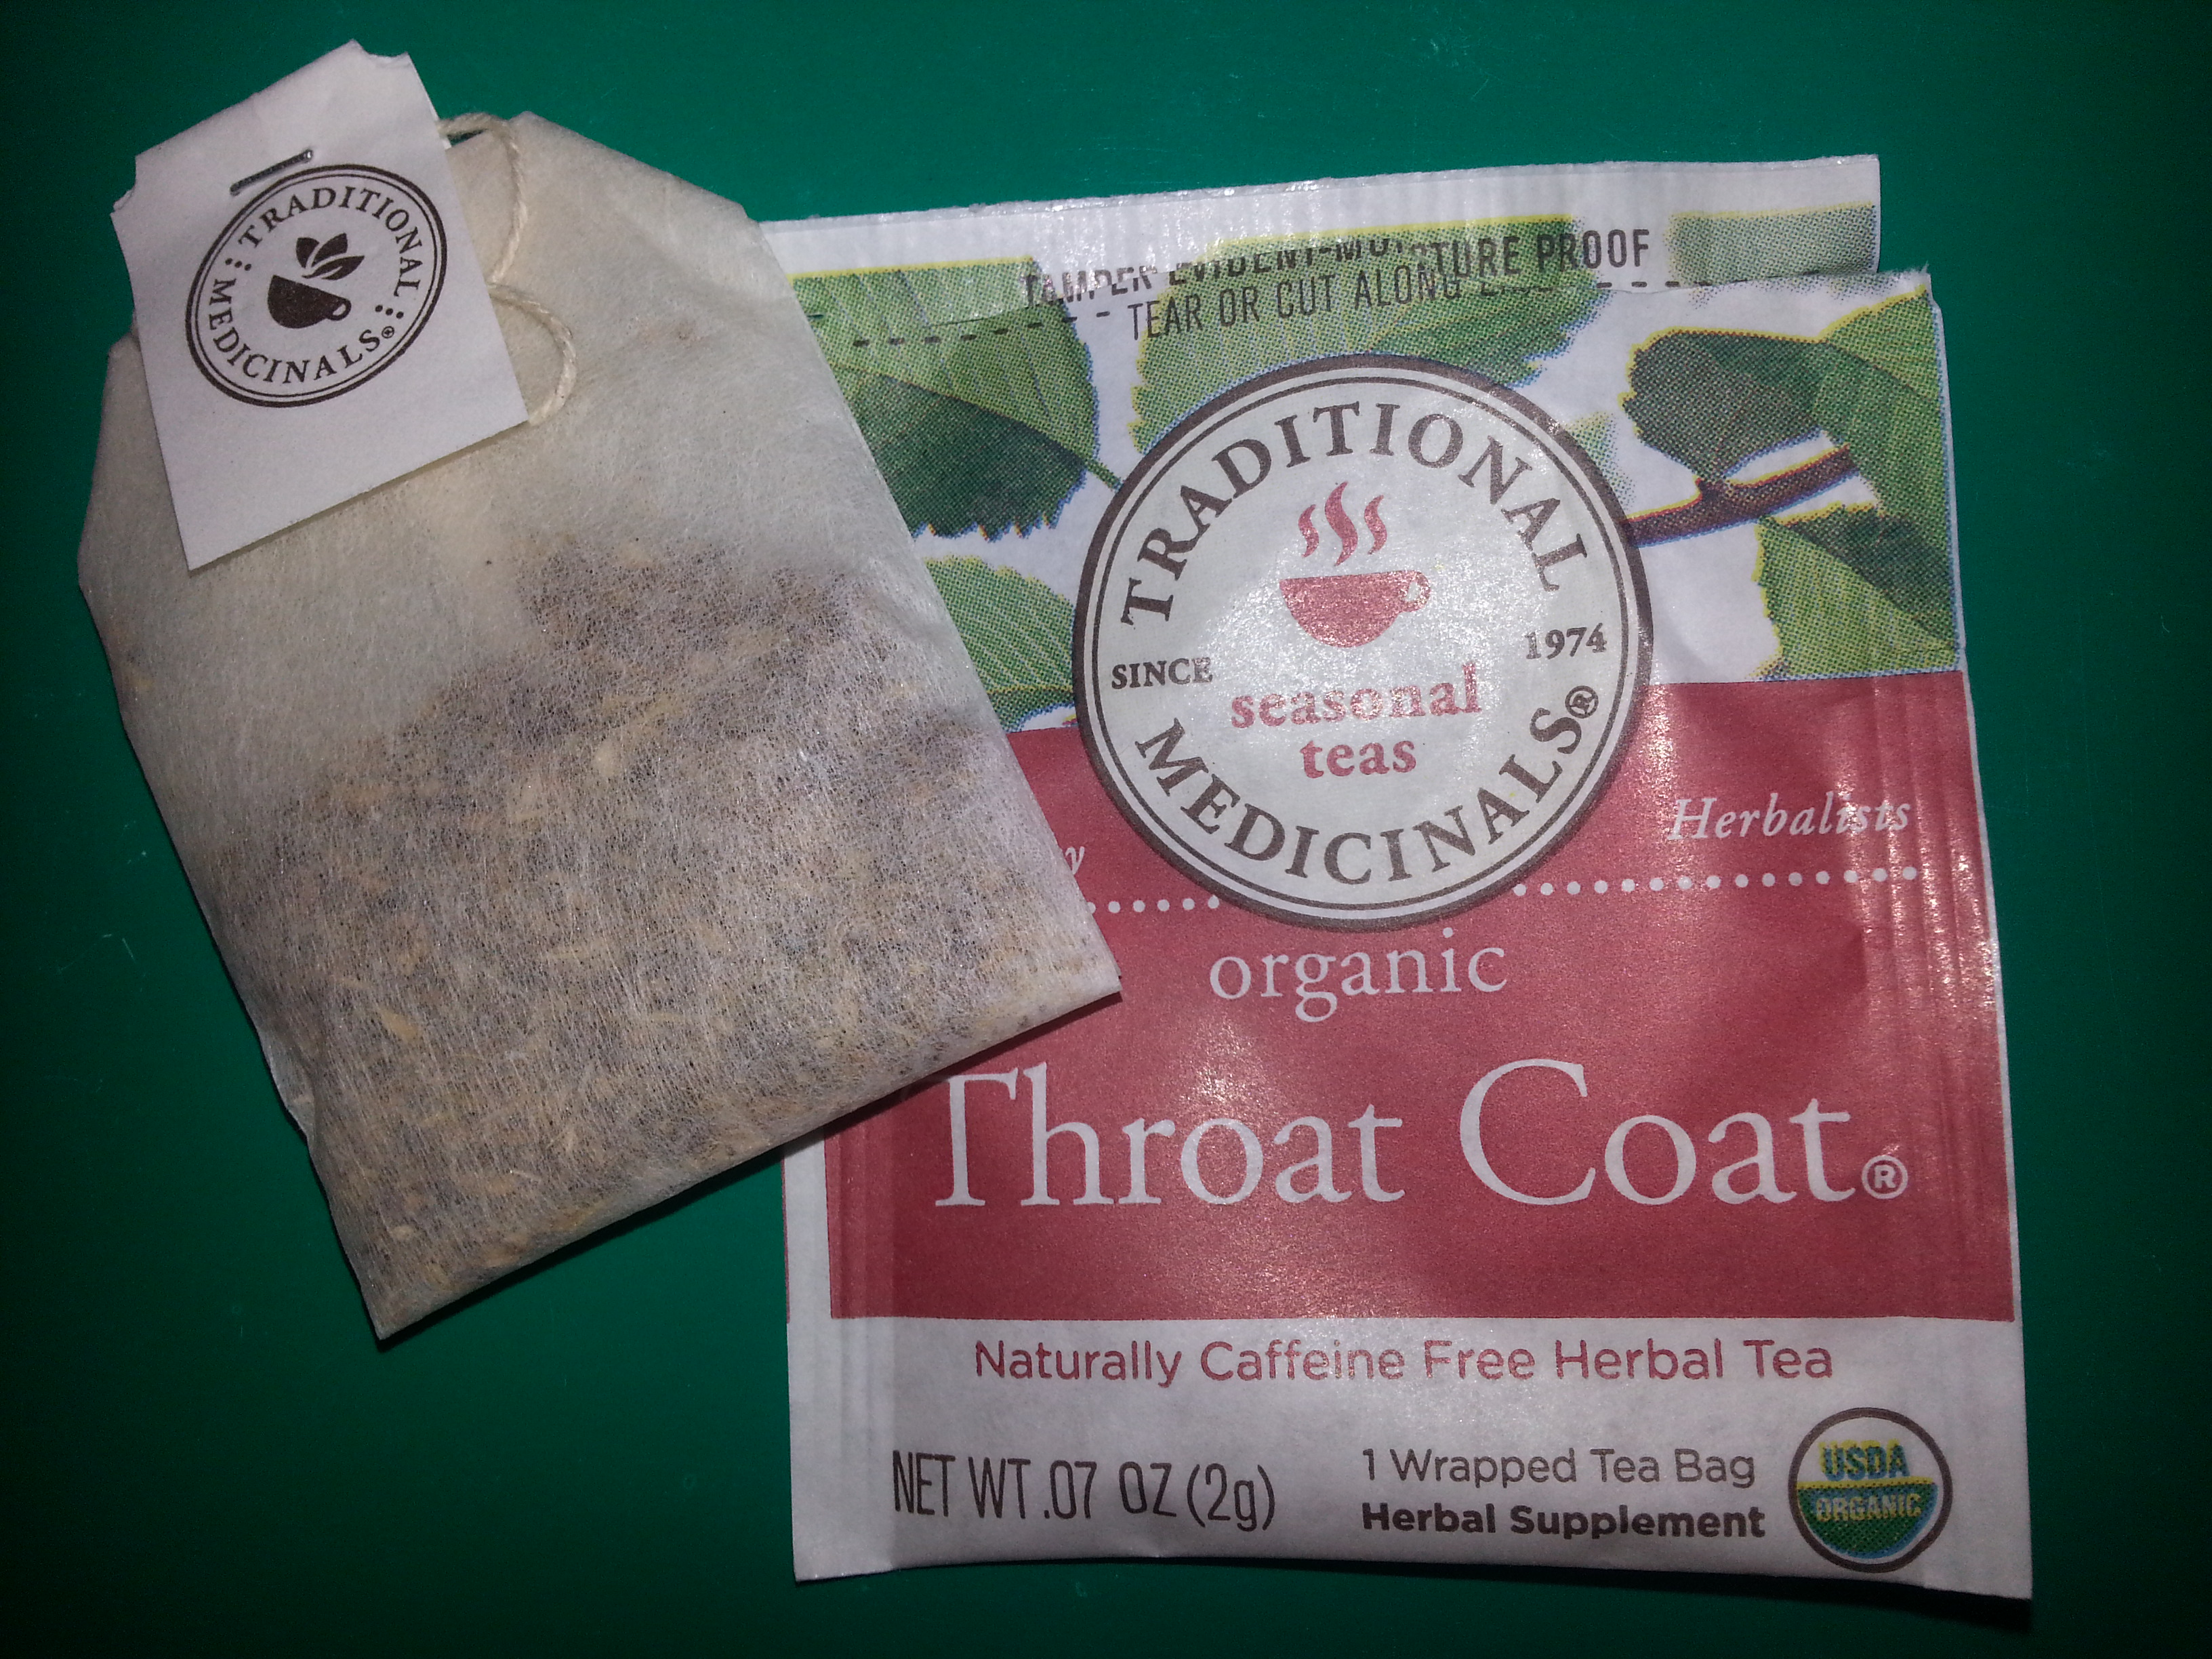 TRADITIONAL
MEDICINALS®
TAMPER EVIDENT-MOISTURE PROOF
TEAR OR CUT ALONG
TRADITIONAL
SINCE 1974
seasonal
teas
MEDICINALS®
Herbalists
organic
Throat Coat®
Naturally Caffeine Free Herbal Tea
NET WT .07 OZ (2g)
1 Wrapped Tea Bag
Herbal Supplement
USDA
ORGANIC